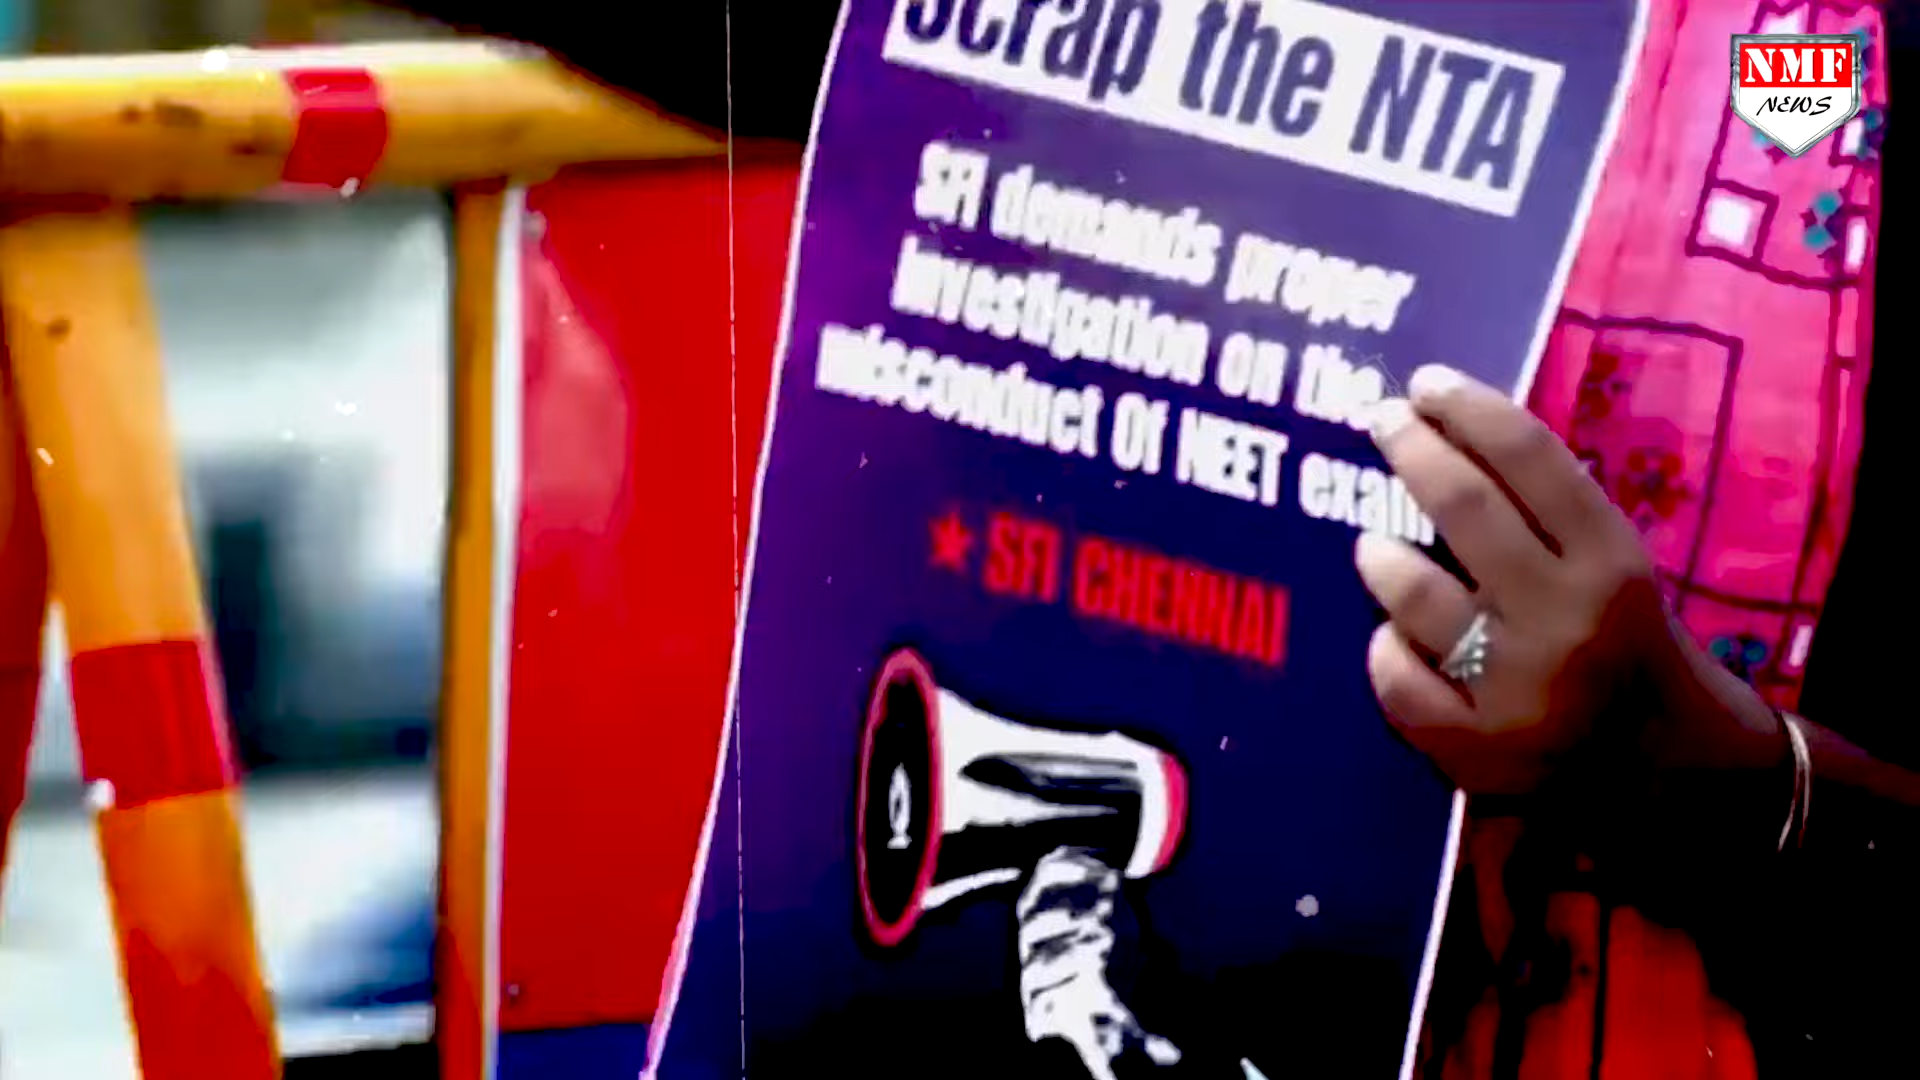 Scrap the NTA
SFI demands proper
investigation on the
misconduct Of NEET exam
★ SFI CHENNAI
NMF
NEWS